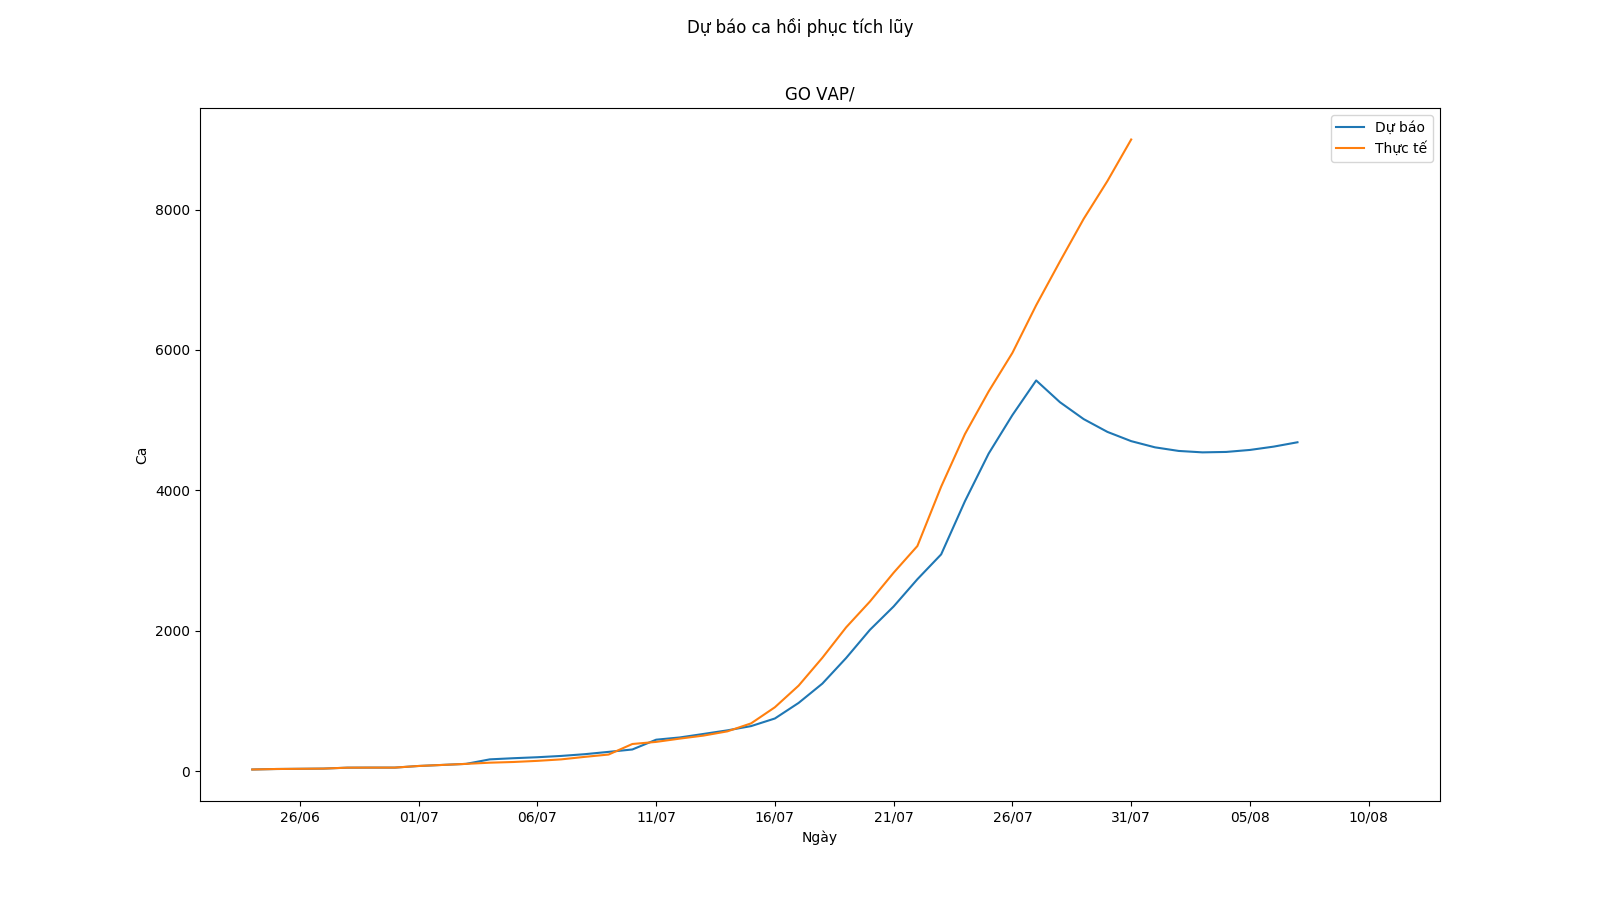 Dự báo ca hồi phục tích lũy
GO VAP/
Dự báo
Thực tế
8000
6000
4000
2000
0
Ca
26/06 01/07 06/07 11/07 16/07 21/07 26/07 31/07 05/08 10/08
Ngày